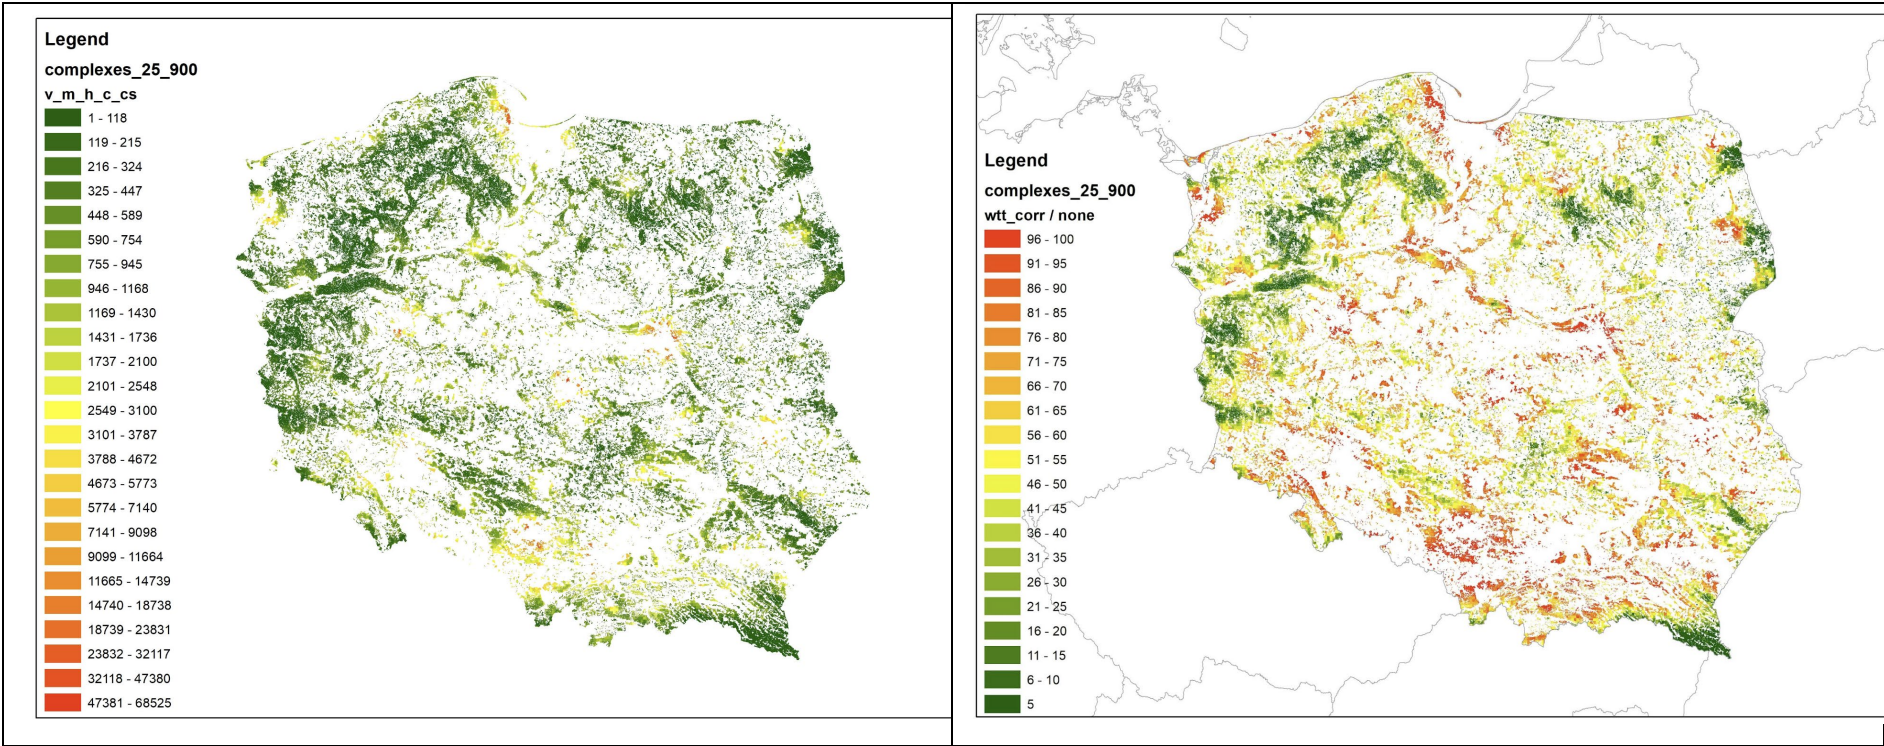 Legend
complexes_25_900
v_m_h_c_cs
1 - 118
119 - 215
216 - 324
325 - 447
448 - 589
590 - 754
755 - 945
946 - 1168
1169 - 1430
1431 - 1736
1737 - 2100
2101 - 2548
2549 - 3100
3101 - 3787
3788 - 4672
4673 - 5773
5774 - 7140
7141 - 9098
9099 - 11664
11665 - 14739
14740 - 18738
18739 - 23831
23832 - 32117
32118 - 47380
47381 - 68525
Legend
complexes_25_900
wtt_corr / none
96 - 100
91 - 95
86 - 90
81 - 85
76 - 80
71 - 75
66 - 70
61 - 65
56 - 60
51 - 55
46 - 50
41 - 45
36 - 40
31 - 35
26 - 30
21 - 25
16 - 20
11 - 15
6 - 10
5